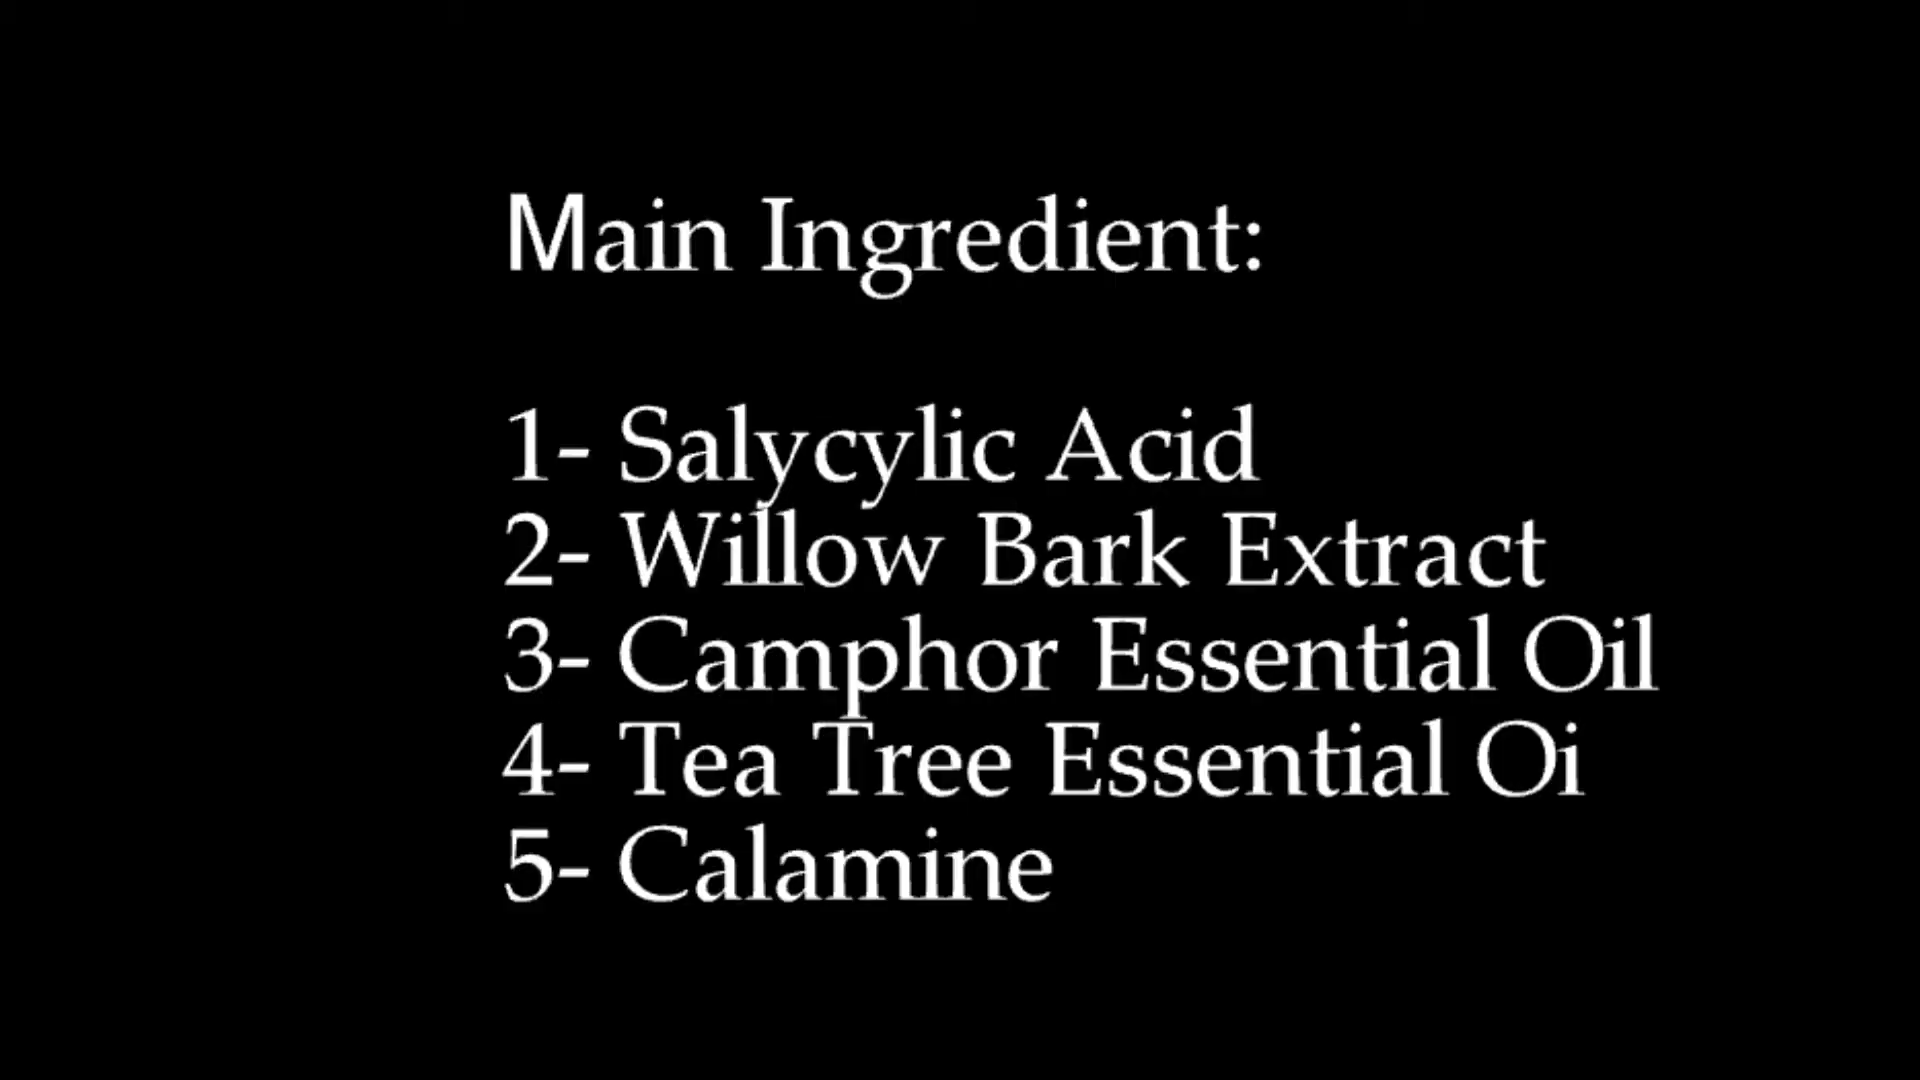 Main Ingredient:
1- Salycylic Acid
2- Willow Bark Extract
3- Camphor Essential Oil
4- Tea Tree Essential Oi
5- Calamine